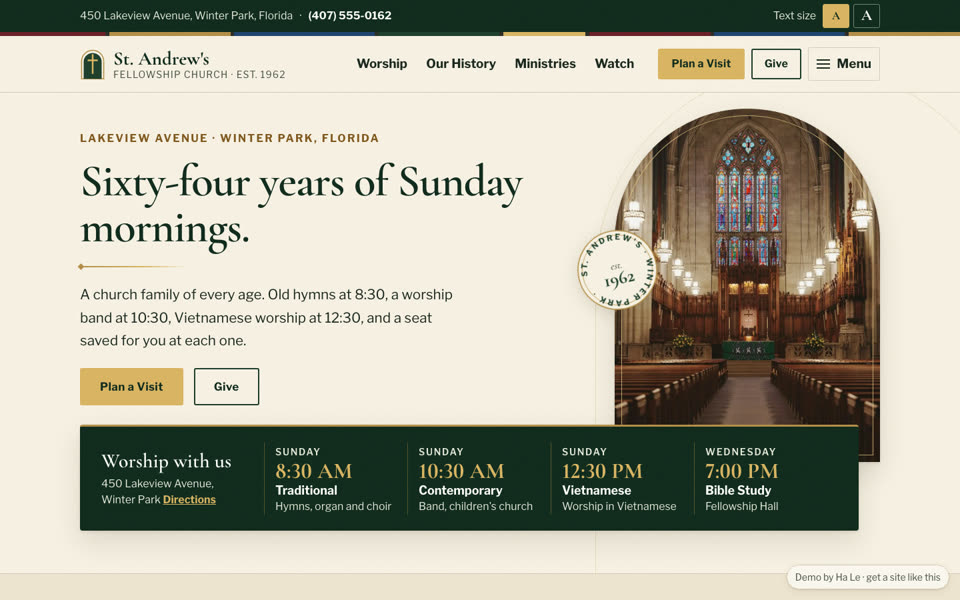 450 Lakeview Avenue, Winter Park, Florida · (407) 555-0162
Text size A A
St. Andrew's
FELLOWSHIP CHURCH · EST. 1962
Worship Our History Ministries Watch Plan a Visit Give Menu
LAKEVIEW AVENUE · WINTER PARK, FLORIDA
Sixty-four years of Sunday
mornings.
A church family of every age. Old hymns at 8:30, a worship
band at 10:30, Vietnamese worship at 12:30, and a seat
saved for you at each one.
Plan a Visit Give
ST. ANDREW'S · WINTER PARK ·
est.
1962
Worship with us
450 Lakeview Avenue,
Winter Park Directions
SUNDAY
8:30 AM
Traditional
Hymns, organ and choir
SUNDAY
10:30 AM
Contemporary
Band, children's church
SUNDAY
12:30 PM
Vietnamese
Worship in Vietnamese
WEDNESDAY
7:00 PM
Bible Study
Fellowship Hall
Demo by Ha Le · get a site like this